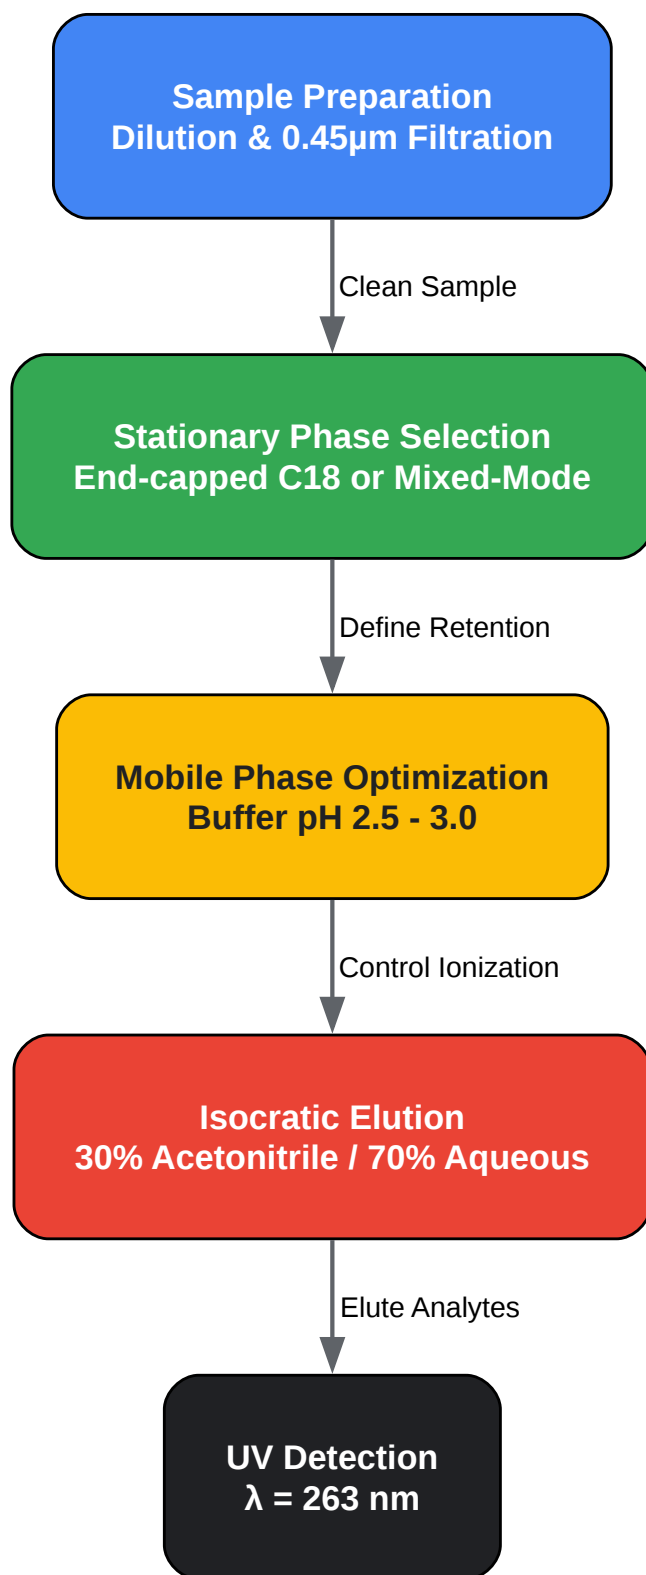 Sample Preparation
Dilution & 0.45µm Filtration
Clean Sample
Stationary Phase Selection
End-capped C18 or Mixed-Mode
Define Retention
Mobile Phase Optimization
Buffer pH 2.5 - 3.0
Control Ionization
Isocratic Elution
30% Acetonitrile / 70% Aqueous
Elute Analytes
UV Detection
λ = 263 nm